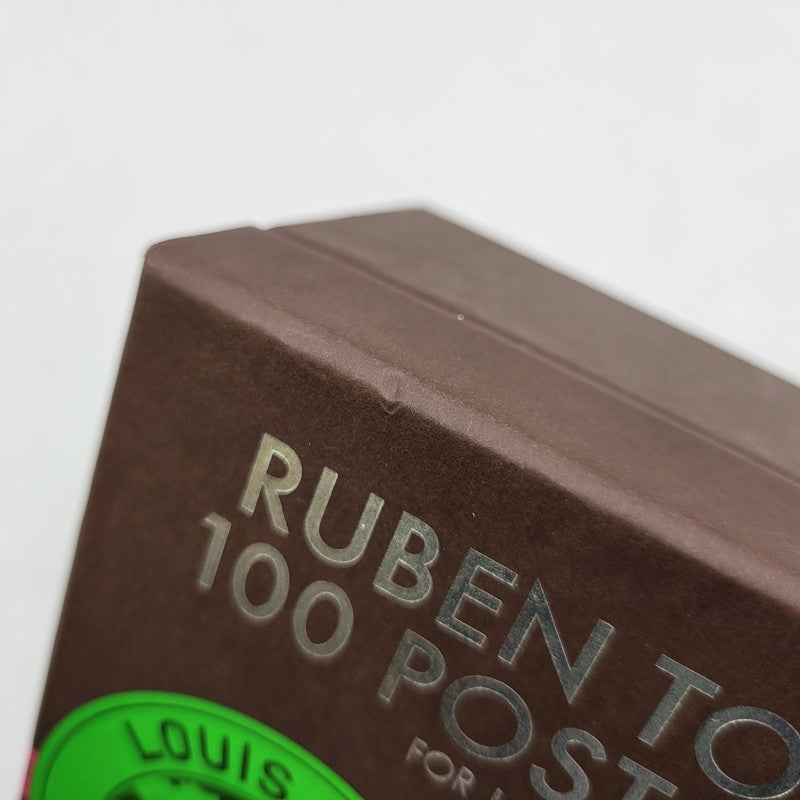 RUBEN TO
100 POST
FOR L
LOUIS